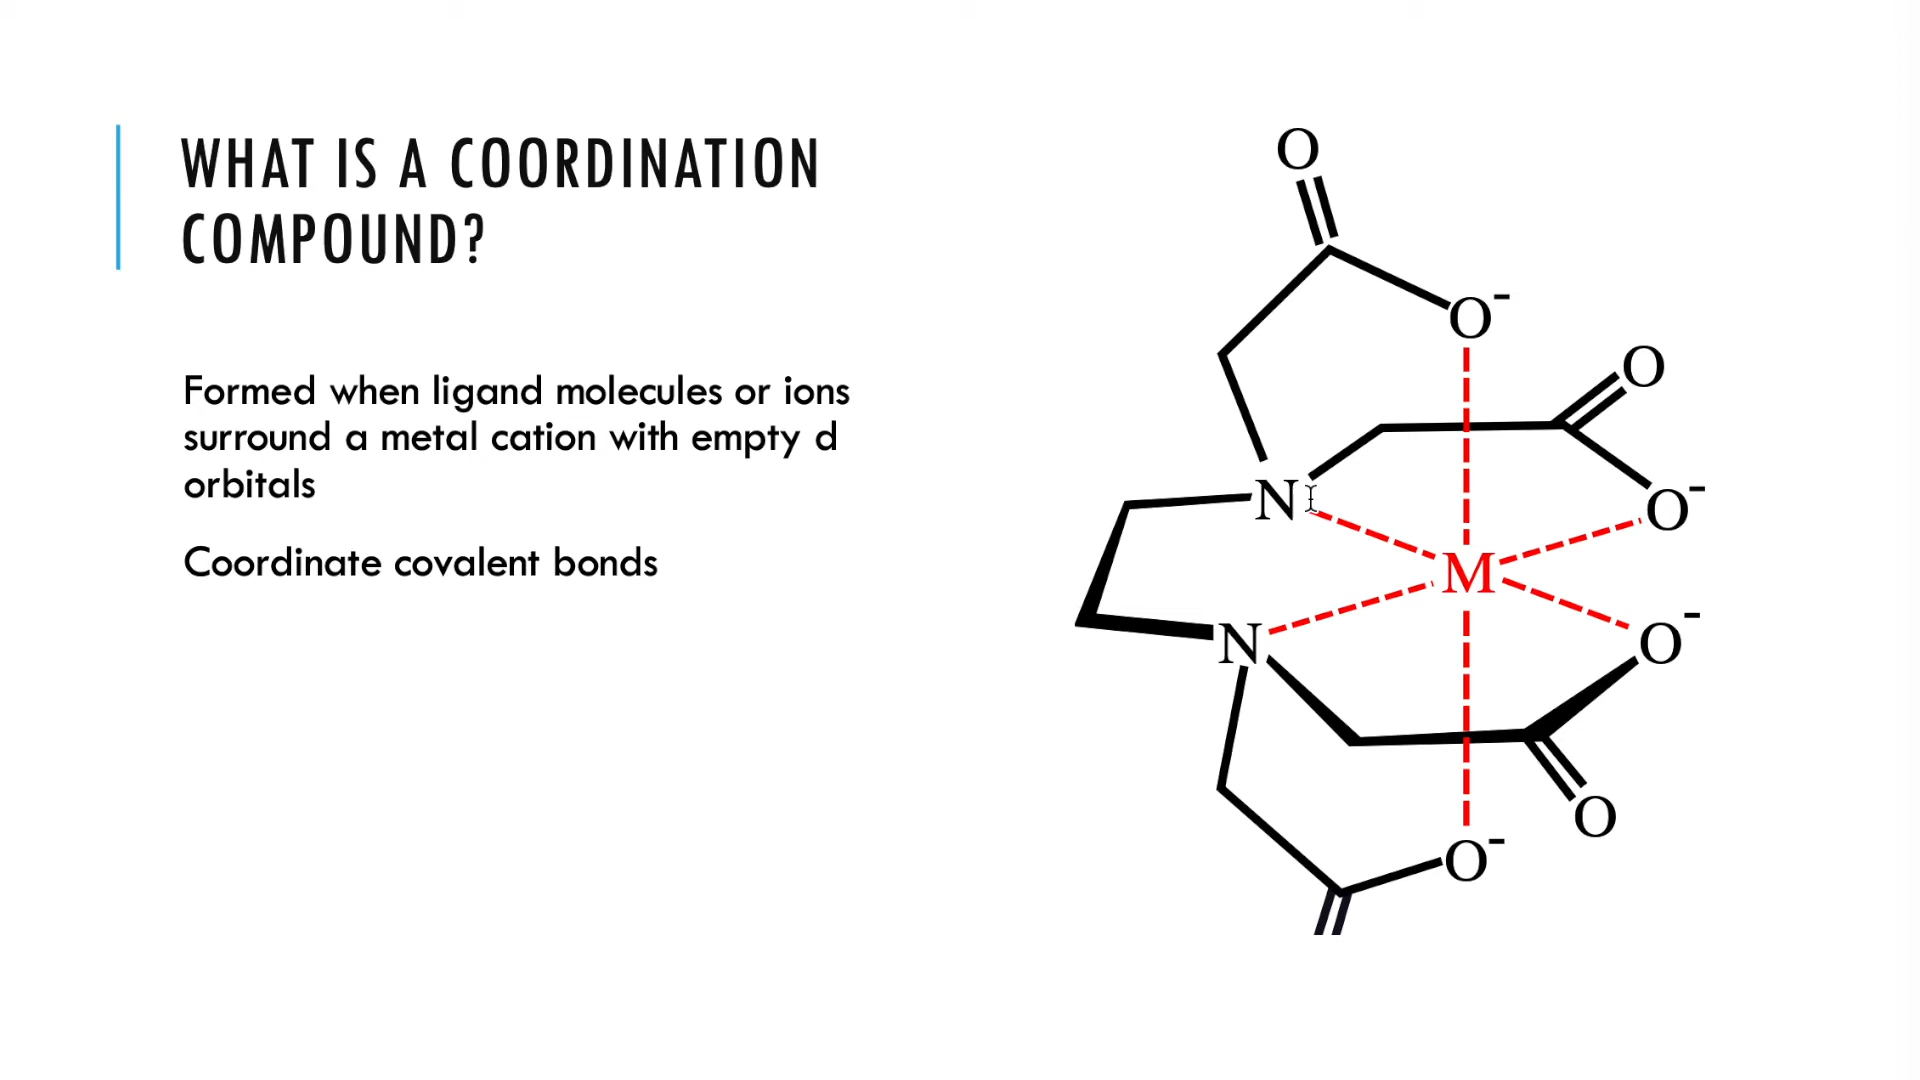 WHAT IS A COORDINATION
COMPOUND?
Formed when ligand molecules or ions
surround a metal cation with empty d
orbitals
Coordinate covalent bonds
O
O-
O
N
O-
M
N
O-
O
O-